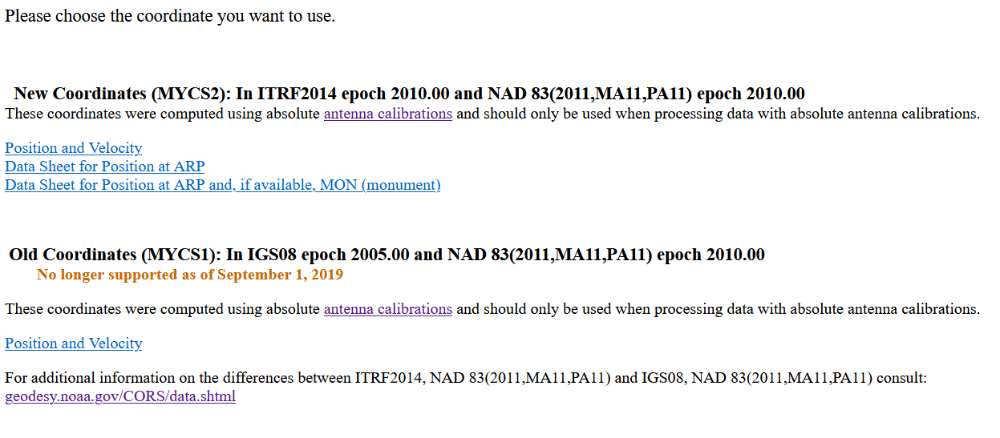 Please choose the coordinate you want to use.
New Coordinates (MYCS2): In ITRF2014 epoch 2010.00 and NAD 83(2011,MA11,PA11) epoch 2010.00
These coordinates were computed using absolute antenna calibrations and should only be used when processing data with absolute antenna calibrations.
Position and Velocity
Data Sheet for Position at ARP
Data Sheet for Position at ARP and, if available, MON (monument)
Old Coordinates (MYCS1): In IGS08 epoch 2005.00 and NAD 83(2011,MA11,PA11) epoch 2010.00
No longer supported as of September 1, 2019
These coordinates were computed using absolute antenna calibrations and should only be used when processing data with absolute antenna calibrations.
Position and Velocity
For additional information on the differences between ITRF2014, NAD 83(2011,MA11,PA11) and IGS08, NAD 83(2011,MA11,PA11) consult:
geodesy.noaa.gov/CORS/data.shtml